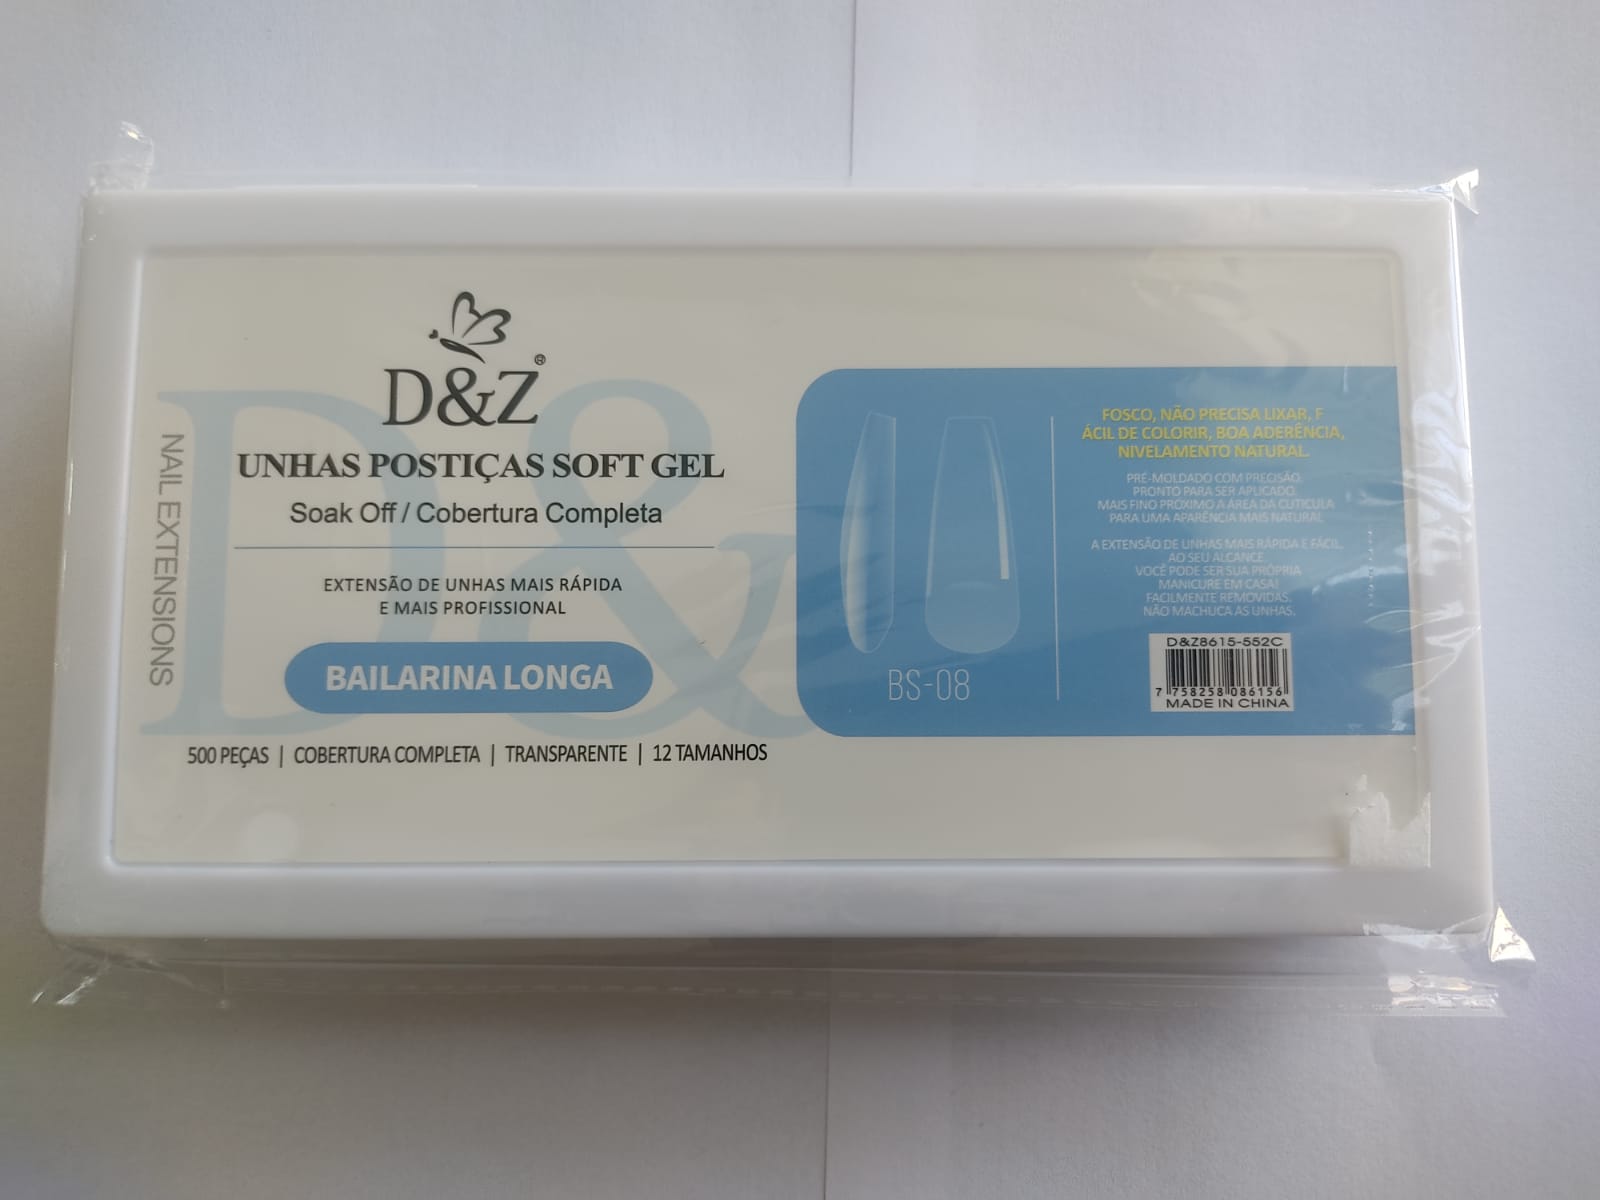 D&Z®
UNHAS POSTIÇAS SOFT GEL
Soak Off / Cobertura Completa
EXTENSÃO DE UNHAS MAIS RÁPIDA
E MAIS PROFISSIONAL
BAILARINA LONGA
500 PEÇAS | COBERTURA COMPLETA | TRANSPARENTE | 12 TAMANHOS
NAIL EXTENSIONS
D&
BS-08
FOSCO, NÃO PRECISA LIXAR, F
ÁCIL DE COLORIR, BOA ADERÊNCIA,
NIVELAMENTO NATURAL.
PRÉ-MOLDADO COM PRECISÃO.
PRONTO PARA SER APLICADO.
MAIS FINO PRÓXIMO A ÁREA DA CUTÍCULA
PARA UMA APARÊNCIA MAIS NATURAL
A EXTENSÃO DE UNHAS MAIS RÁPIDA E FÁCIL.
AO SEU ALCANCE
VOCÊ PODE SER SUA PRÓPRIA
MANICURE EM CASA!
FACILMENTE REMOVIDAS.
NÃO MACHUCA AS UNHAS.
D&Z8615-552C
7 758258 086156
MADE IN CHINA